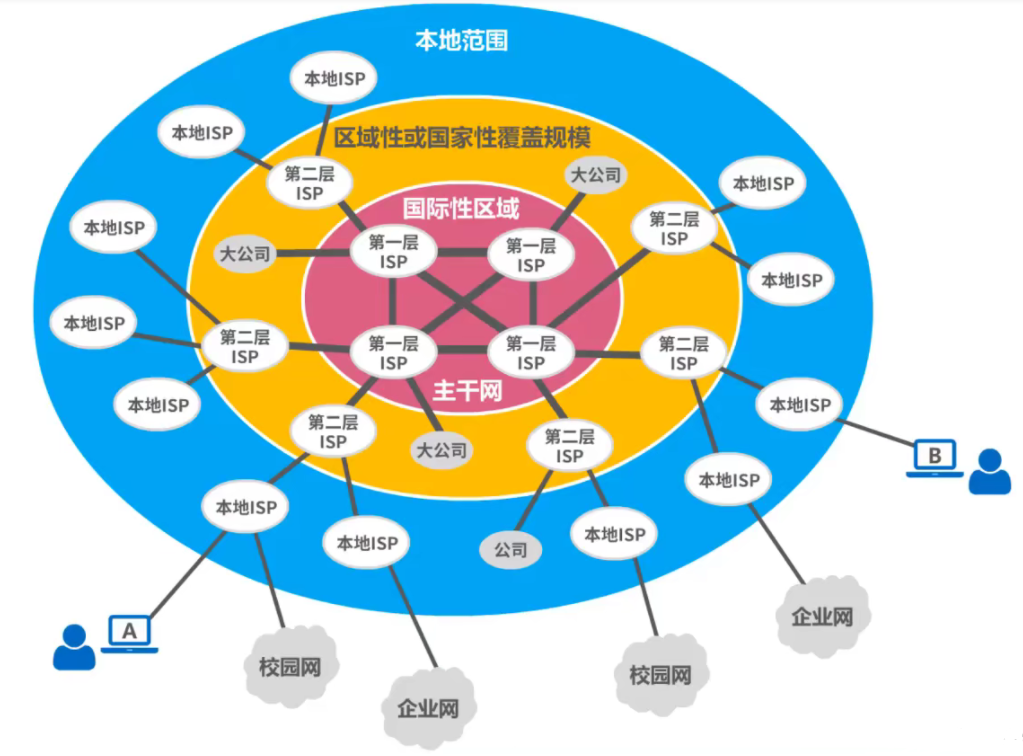 本地范围
本地ISP
本地ISP
区域性或国家性覆盖规模
第二层
ISP
大公司
本地ISP
国际性区域
本地ISP
第二层
ISP
大公司
第一层
ISP
第一层
ISP
本地ISP
本地ISP
第二层
ISP
第一层
ISP
第一层
ISP
第二层
ISP
主干网
本地ISP
本地ISP
第二层
ISP
大公司
第二层
ISP
B
本地ISP
本地ISP
本地ISP
公司
本地ISP
A
企业网
校园网
校园网
企业网